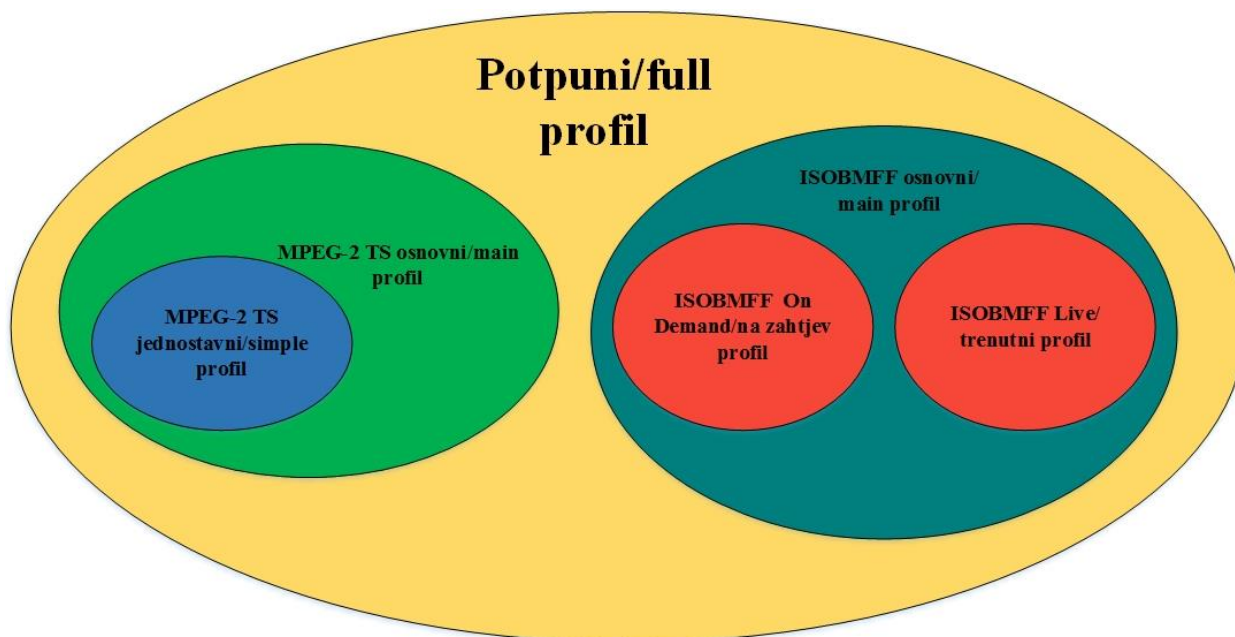 Potpuni/full
profil
MPEG-2 TS osnovni/main
profil
MPEG-2 TS
jednostavni/simple
profil
ISOBMFF osnovni/
main profil
ISOBMFF On
Demand/na zahtjev
profil
ISOBMFF Live/
trenutni profil